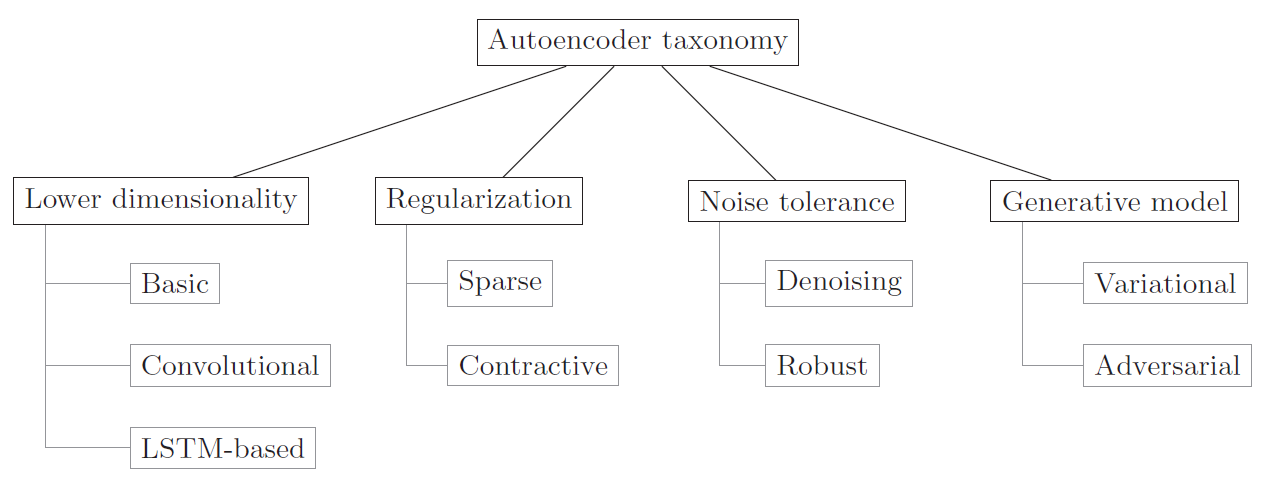 Autoencoder taxonomy
Lower dimensionality
Basic
Convolutional
LSTM-based
Regularization
Sparse
Contractive
Noise tolerance
Denoising
Robust
Generative model
Variational
Adversarial